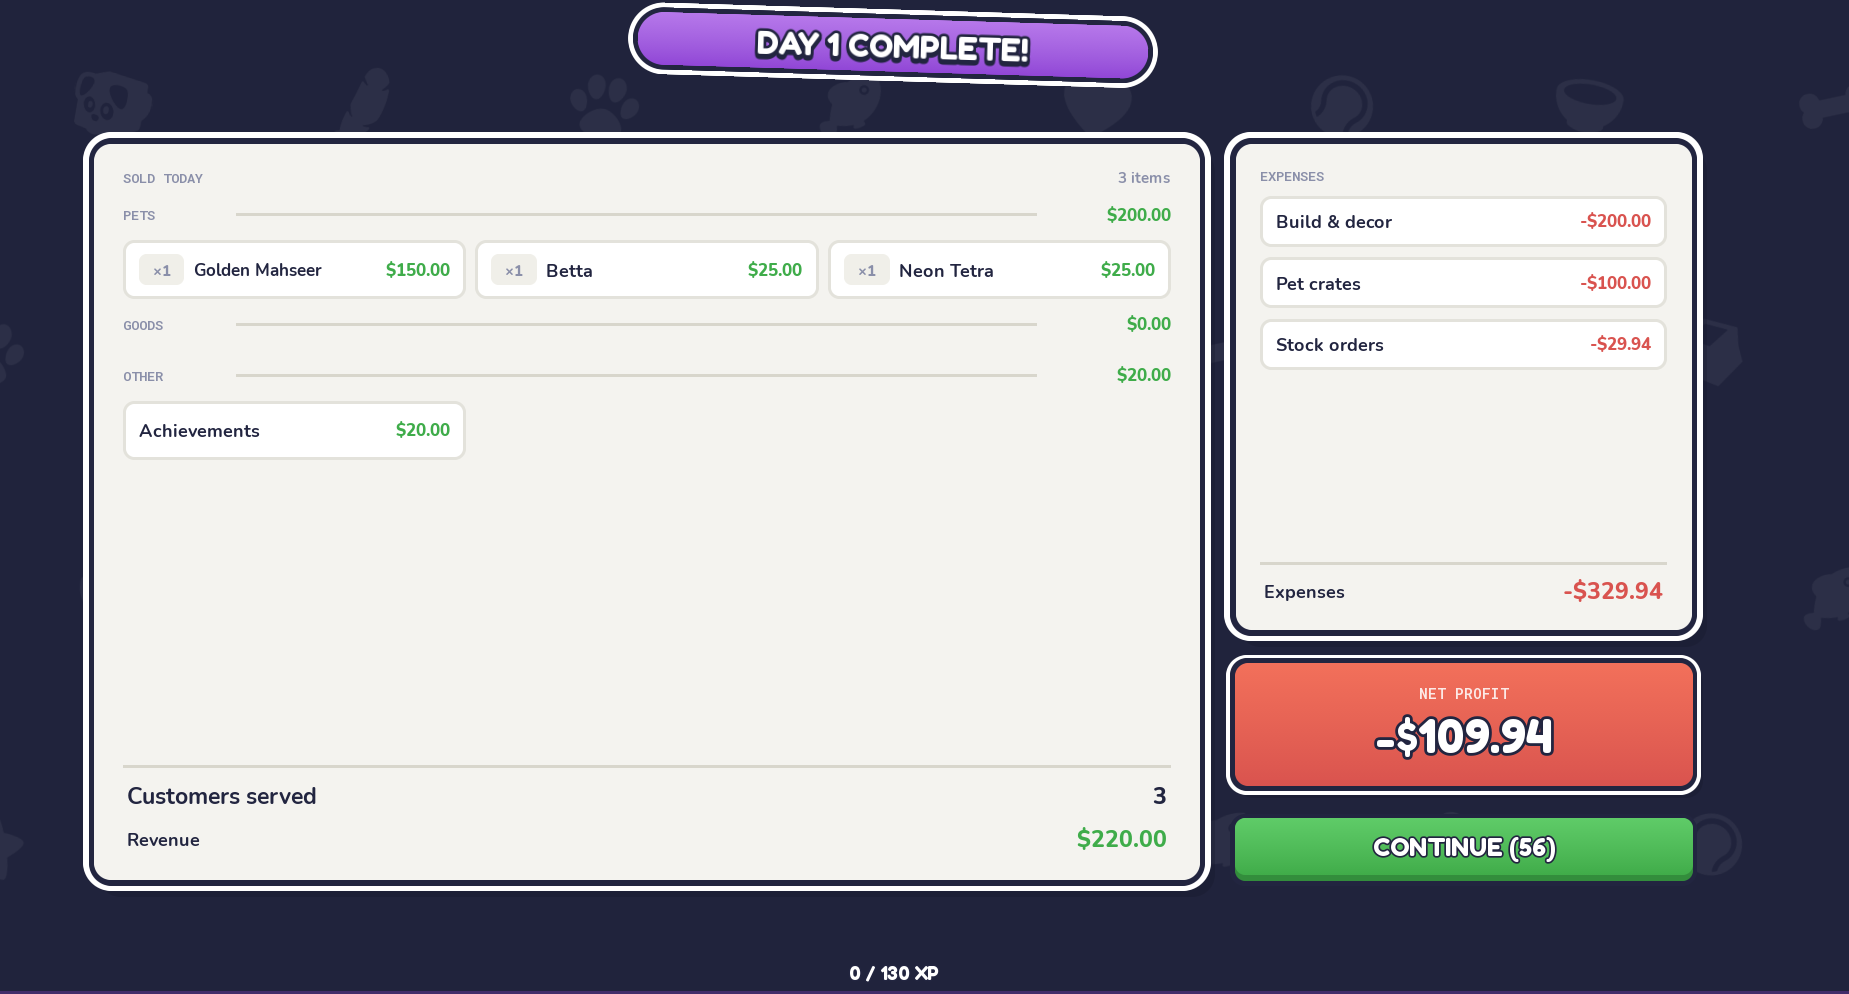 DAY 1 COMPLETE!
SOLD TODAY 3 items
PETS $200.00
×1 Golden Mahseer $150.00
×1 Betta $25.00
×1 Neon Tetra $25.00
GOODS $0.00
OTHER $20.00
Achievements $20.00
Customers served 3
Revenue $220.00
EXPENSES
Build & decor -$200.00
Pet crates -$100.00
Stock orders -$29.94
Expenses -$329.94
NET PROFIT
-$109.94
CONTINUE (56)
0 / 130 XP